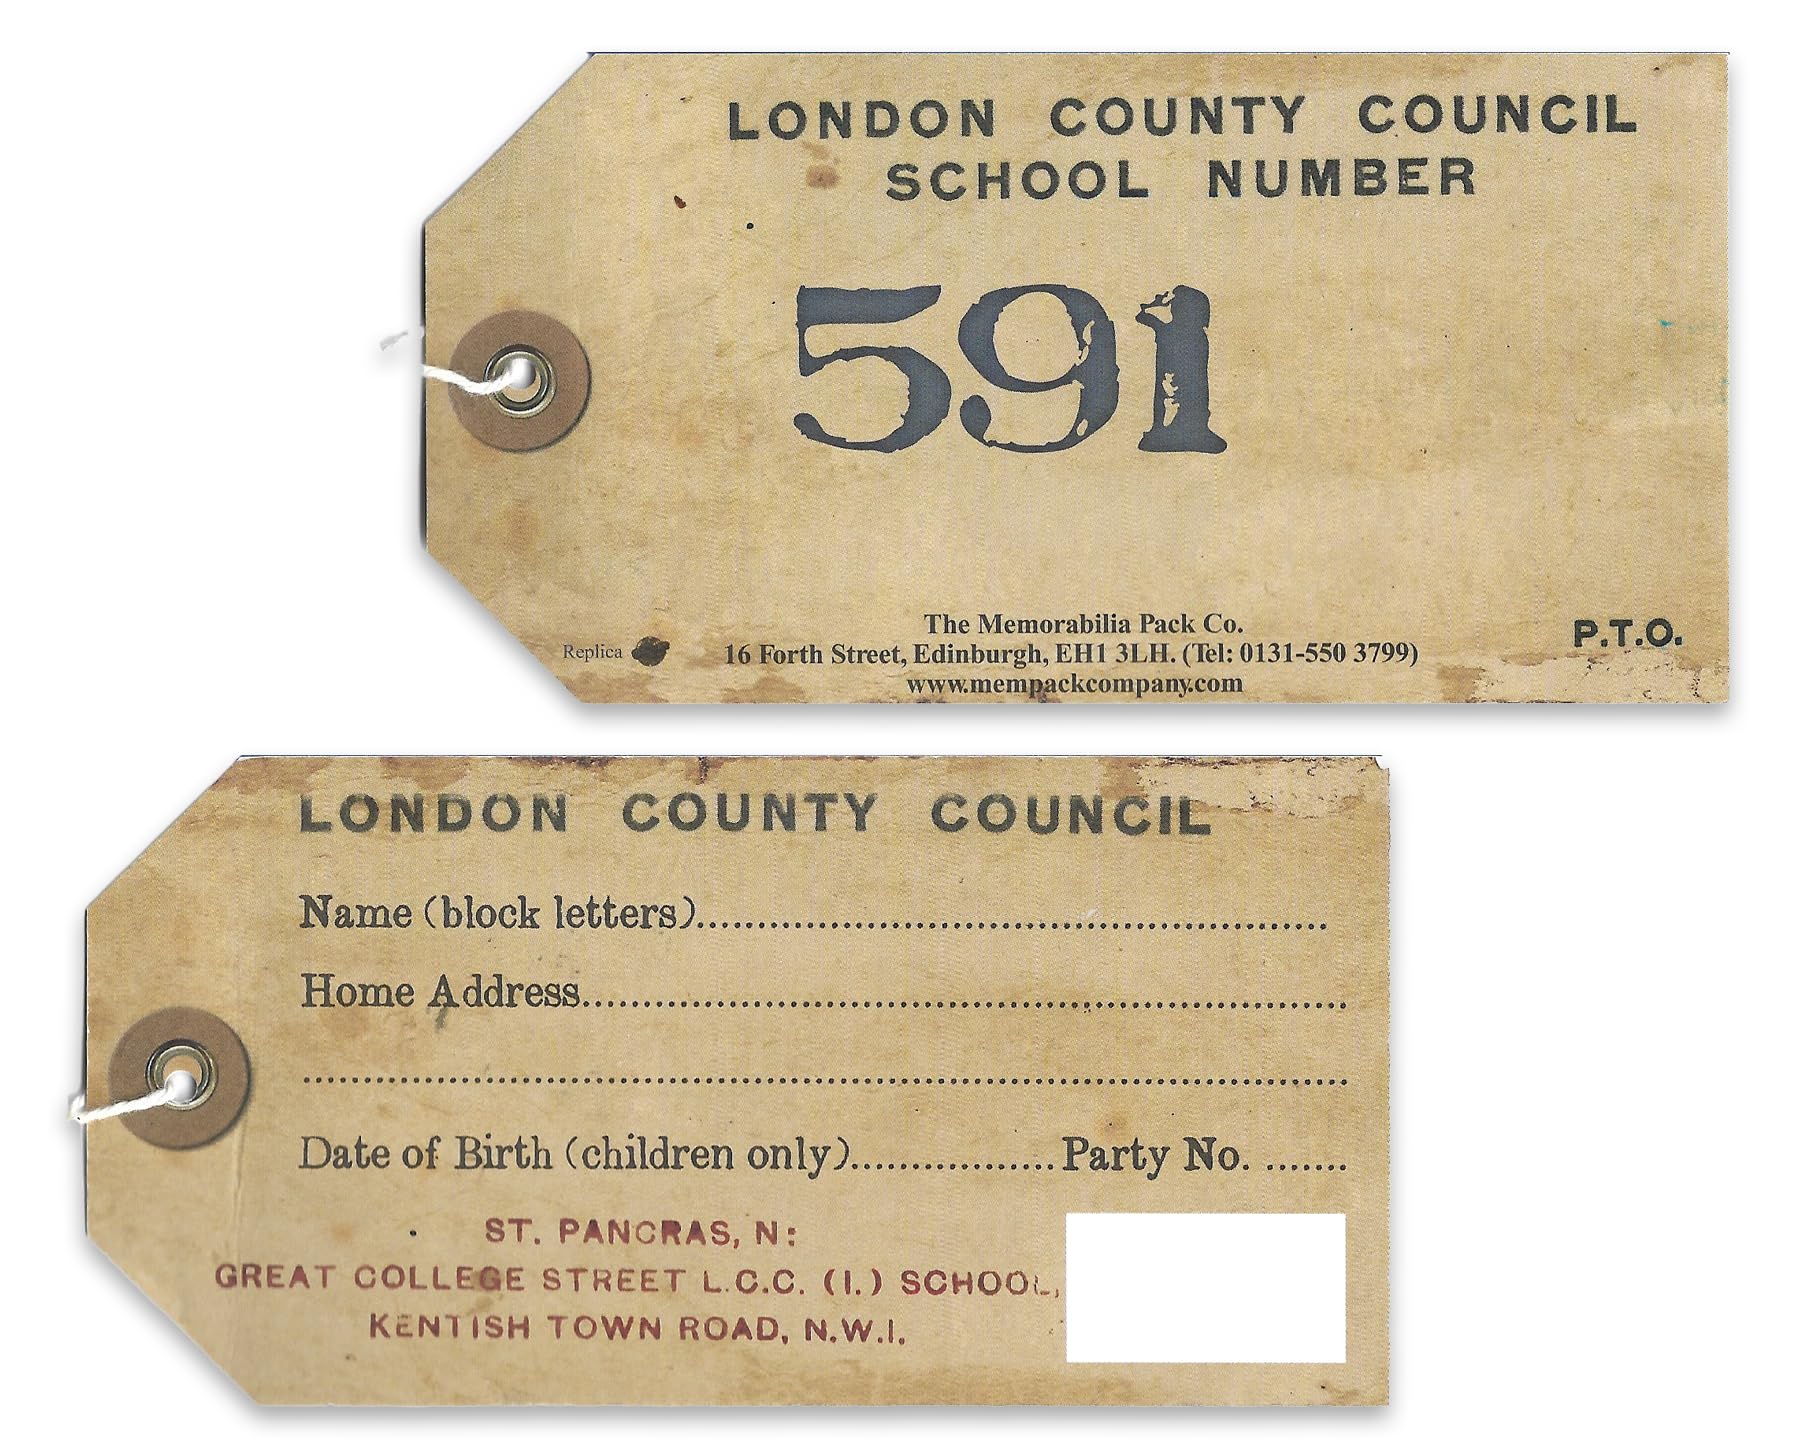 LONDON COUNTY COUNCIL
SCHOOL NUMBER
591
The Memorabilia Pack Co.
Replica 16 Forth Street, Edinburgh, EH1 3LH. (Tel: 0131-550 3799)
www.mempackcompany.com
P.T.O.
LONDON COUNTY COUNCIL
Name (block letters)....................................................
Home Address..............................................................
....................................................................................
Date of Birth (children only).................Party No. .......
ST. PANCRAS, N:
GREAT COLLEGE STREET L.C.C. (I.) SCHOOL,
KENTISH TOWN ROAD, N.W.I.